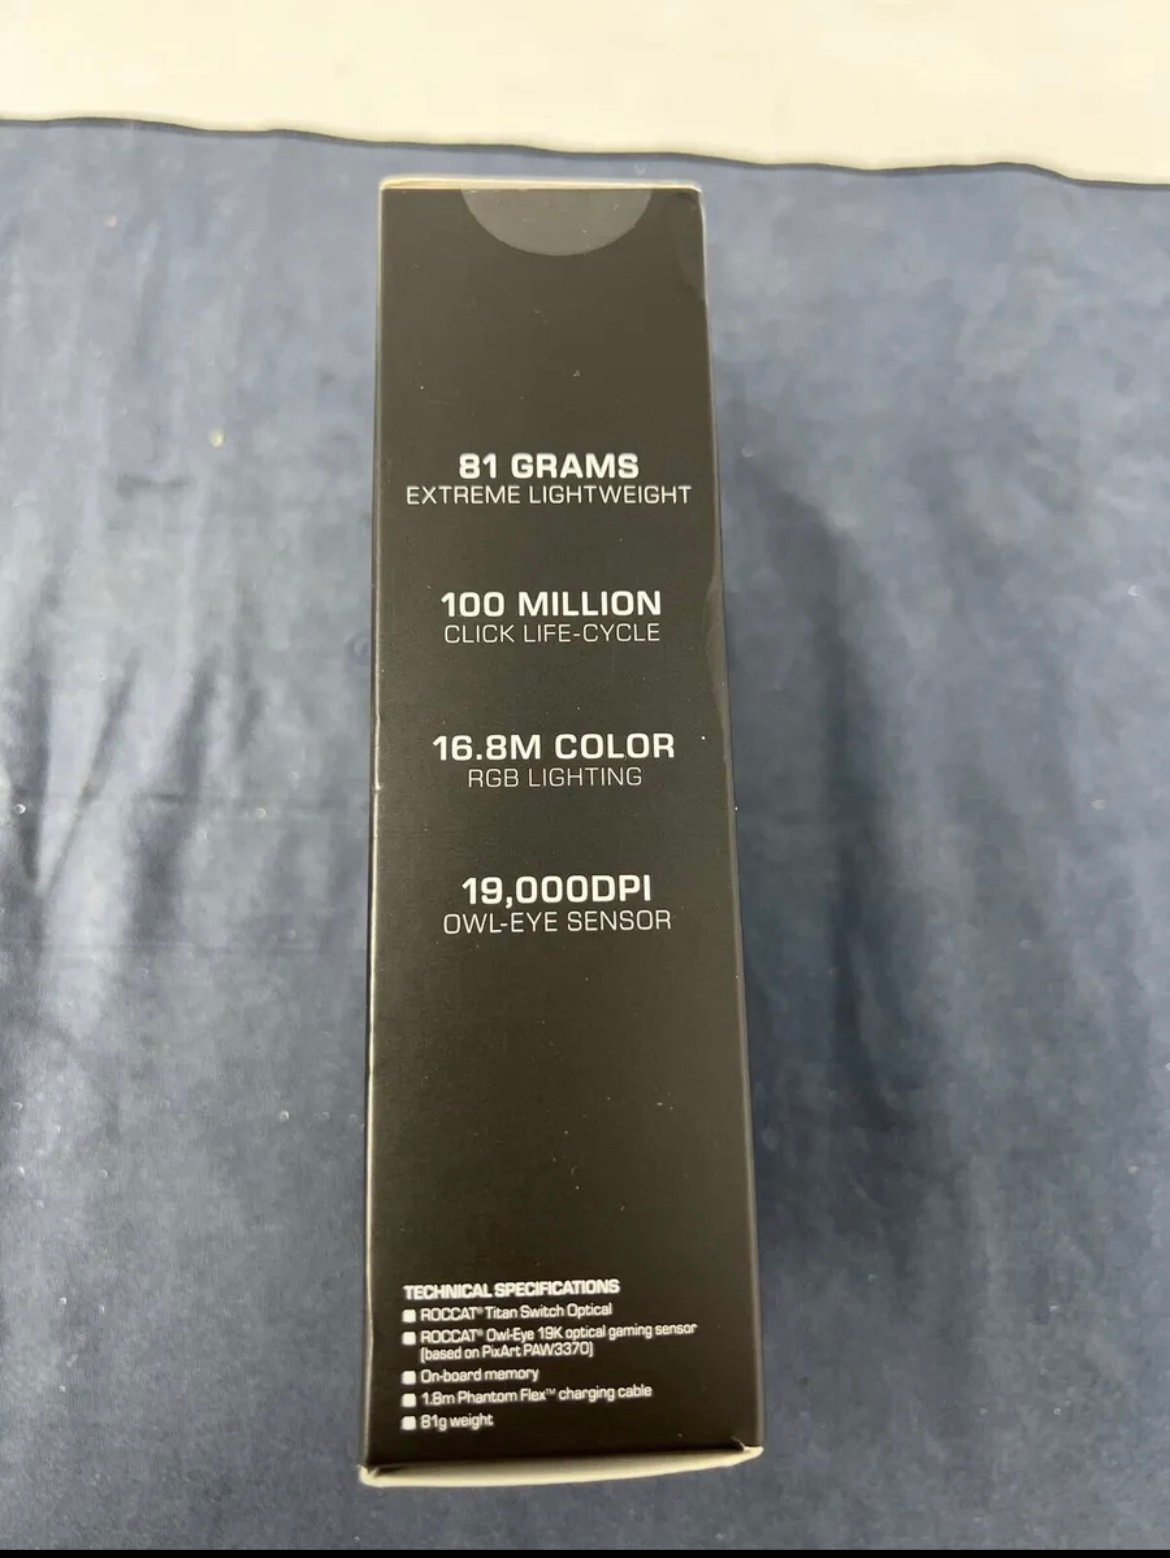 81 GRAMS
EXTREME LIGHTWEIGHT
100 MILLION
CLICK LIFE-CYCLE
16.8M COLOR
RGB LIGHTING
19,000DPI
OWL-EYE SENSOR
TECHNICAL SPECIFICATIONS
■ ROCCAT® Titan Switch Optical
■ ROCCAT® Owl-Eye 19K optical gaming sensor
(based on PixArt PAW3370)
■ On-board memory
■ 1.8m Phantom Flex™ charging cable
■ 81g weight